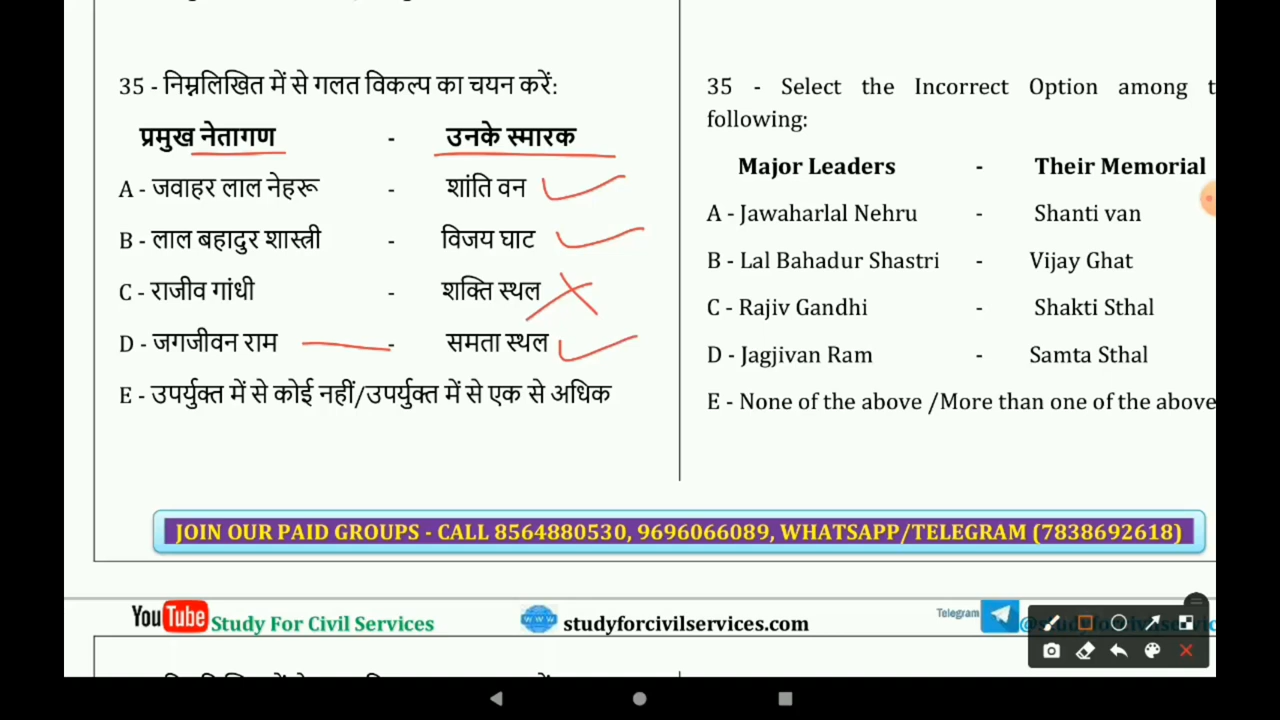 35 - निम्नलिखित में से गलत विकल्प का चयन करें:
प्रमुख नेतागण - उनके स्मारक
A - जवाहर लाल नेहरू - शांति वन
B - लाल बहादुर शास्त्री - विजय घाट
C - राजीव गांधी - शक्ति स्थल
D - जगजीवन राम - समता स्थल
E - उपर्युक्त में से कोई नहीं/उपर्युक्त में से एक से अधिक
35 - Select the Incorrect Option among t
following:
Major Leaders - Their Memorial
A - Jawaharlal Nehru - Shanti van
B - Lal Bahadur Shastri - Vijay Ghat
C - Rajiv Gandhi - Shakti Sthal
D - Jagjivan Ram - Samta Sthal
E - None of the above /More than one of the above
JOIN OUR PAID GROUPS - CALL 8564880530, 9696066089, WHATSAPP/TELEGRAM (7838692618)
YouTube Study For Civil Services www studyforcivilservices.com Telegram